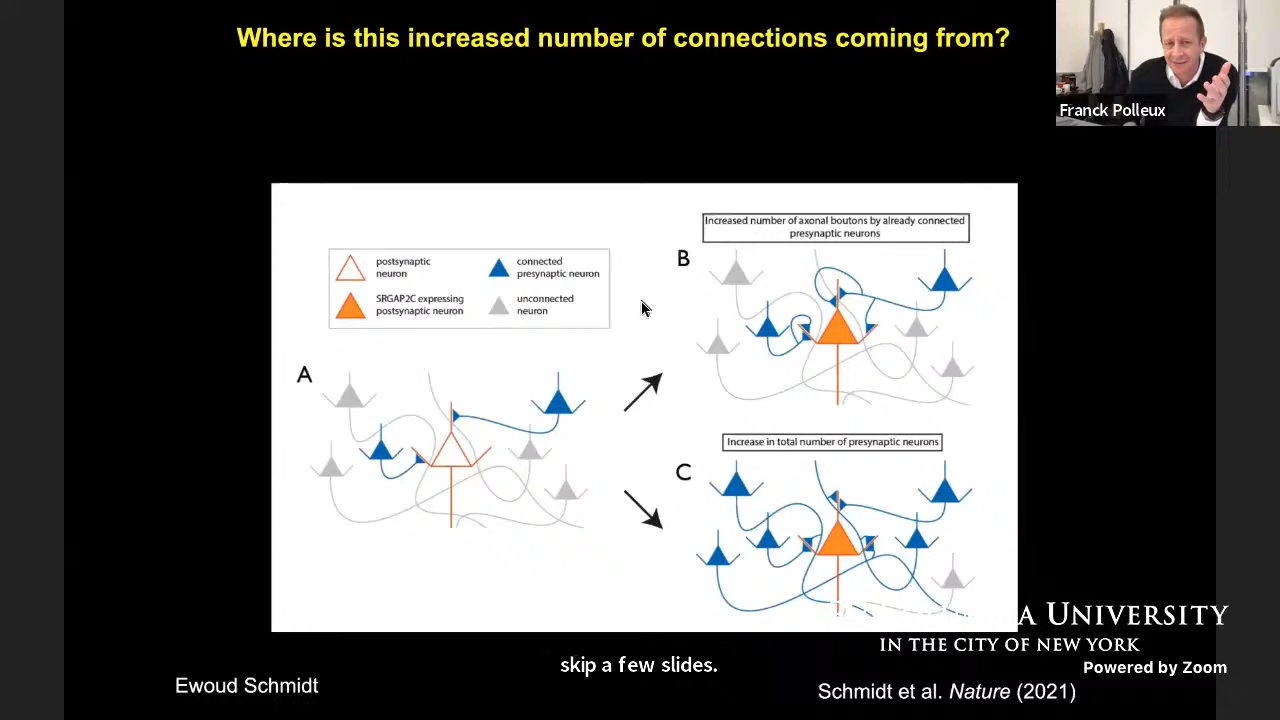 Where is this increased number of connections coming from?
Franck Polleux
Increased number of axonal boutons by already connected
presynaptic neurons
postsynaptic
neuron
connected
presynaptic neuron
SRGAP2C expressing
postsynaptic neuron
unconnected
neuron
A
B
Increase in total number of presynaptic neurons
C
A UNIVERSITY
IN THE CITY OF NEW YORK
Powered by Zoom
skip a few slides.
Ewoud Schmidt
Schmidt et al. Nature (2021)